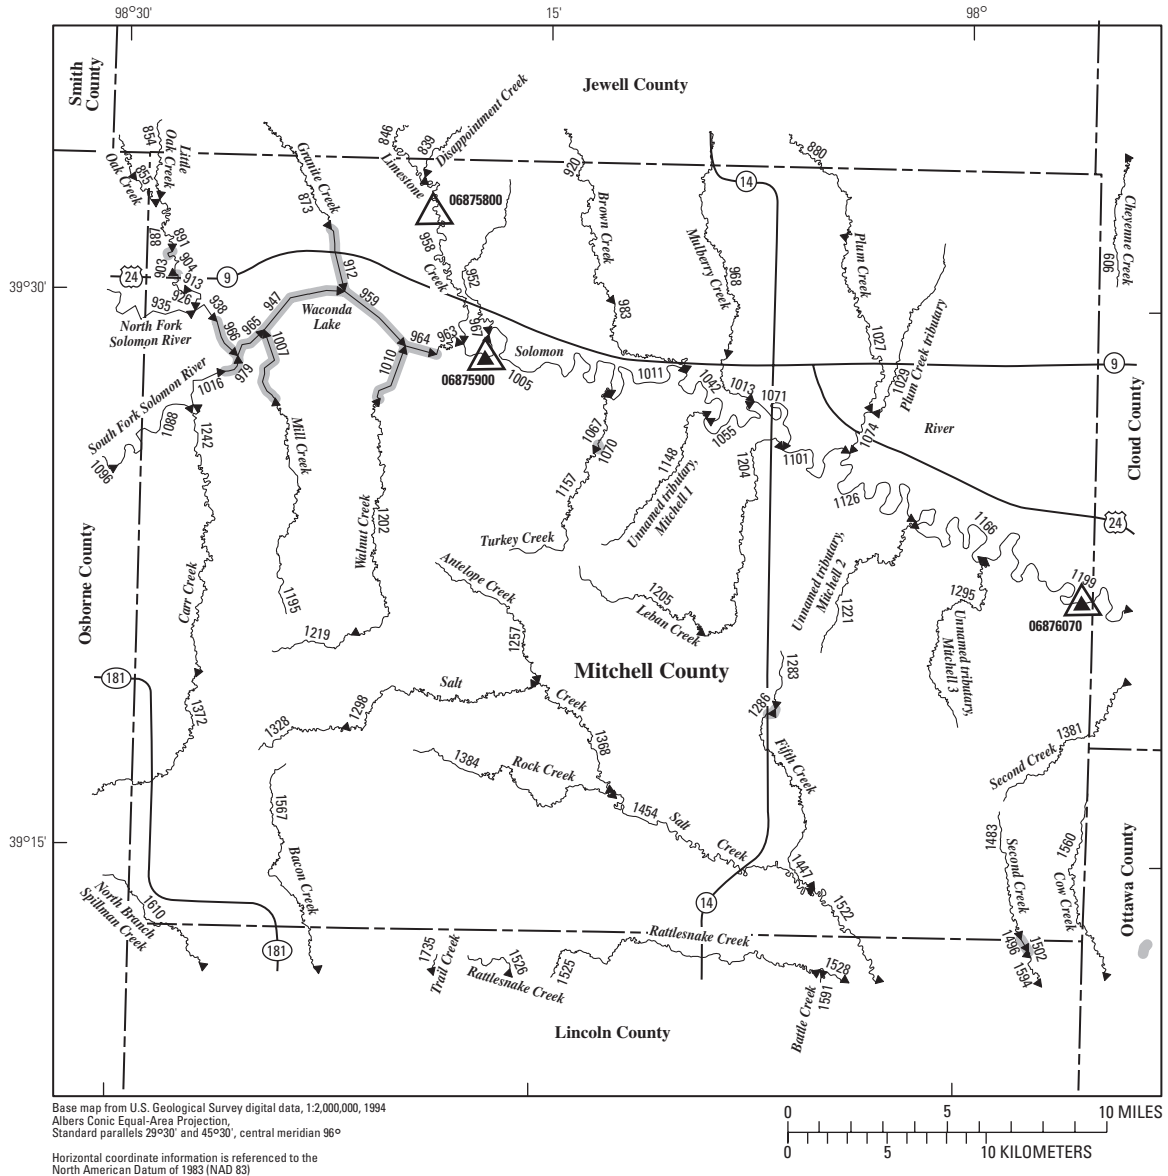 98°30'
15'
98°
Smith
County
Jewell County
846
839
Disappointment Creek
854
Little
Oak Creek
Oak Creek
855
Granite Creek
873
Limestone
Creek
06875800
920
880
14
Brown Creek
Mulberry Creek
Plum Creek
Cheyenne Creek
606
887
891
904
903
913
926
24
9
935
938
958
952
968
983
39°30'
912
947
959
Waconda
Lake
North Fork
Solomon River
966
965
1007
979
1016
964
963
967
1010
06875900
1005
Solomon
1011
1042
1013
1071
1027
1029
Plum Creek tributary
9
South Fork Solomon River
1088
1096
1242
Mill Creek
1067
1070
1055
1148
Unnamed tributary,
Mitchell 1
1204
1101
1074
River
Cloud County
1126
1157
Turkey Creek
Walnut Creek
1202
24
1166
Osborne County
Carr Creek
1195
1219
Antelope Creek
1257
1205
Leban Creek
Unnamed tributary,
Mitchell 2
1221
1295
Unnamed tributary,
Mitchell 3
1199
06876070
Mitchell County
1283
1286
181
1372
Salt
Creek
1298
1328
1368
1384
Rock Creek
Fifth Creek
1381
Second Creek
1454
Salt
Creek
39°15'
1567
Bacon Creek
1447
1522
1483
Second Creek
1560
Cow Creek
Ottawa County
North Branch
Spillman Creek
1610
14
181
Rattlesnake Creek
1735
Trail Creek
1526
Rattlesnake Creek
1525
1528
1591
Battle Creek
1496
1502
1594
Lincoln County
Base map from U.S. Geological Survey digital data, 1:2,000,000, 1994
Albers Conic Equal-Area Projection,
Standard parallels 29°30' and 45°30', central meridian 96°
Horizontal coordinate information is referenced to the
North American Datum of 1983 (NAD 83)
0 5 10 MILES
0 5 10 KILOMETERS